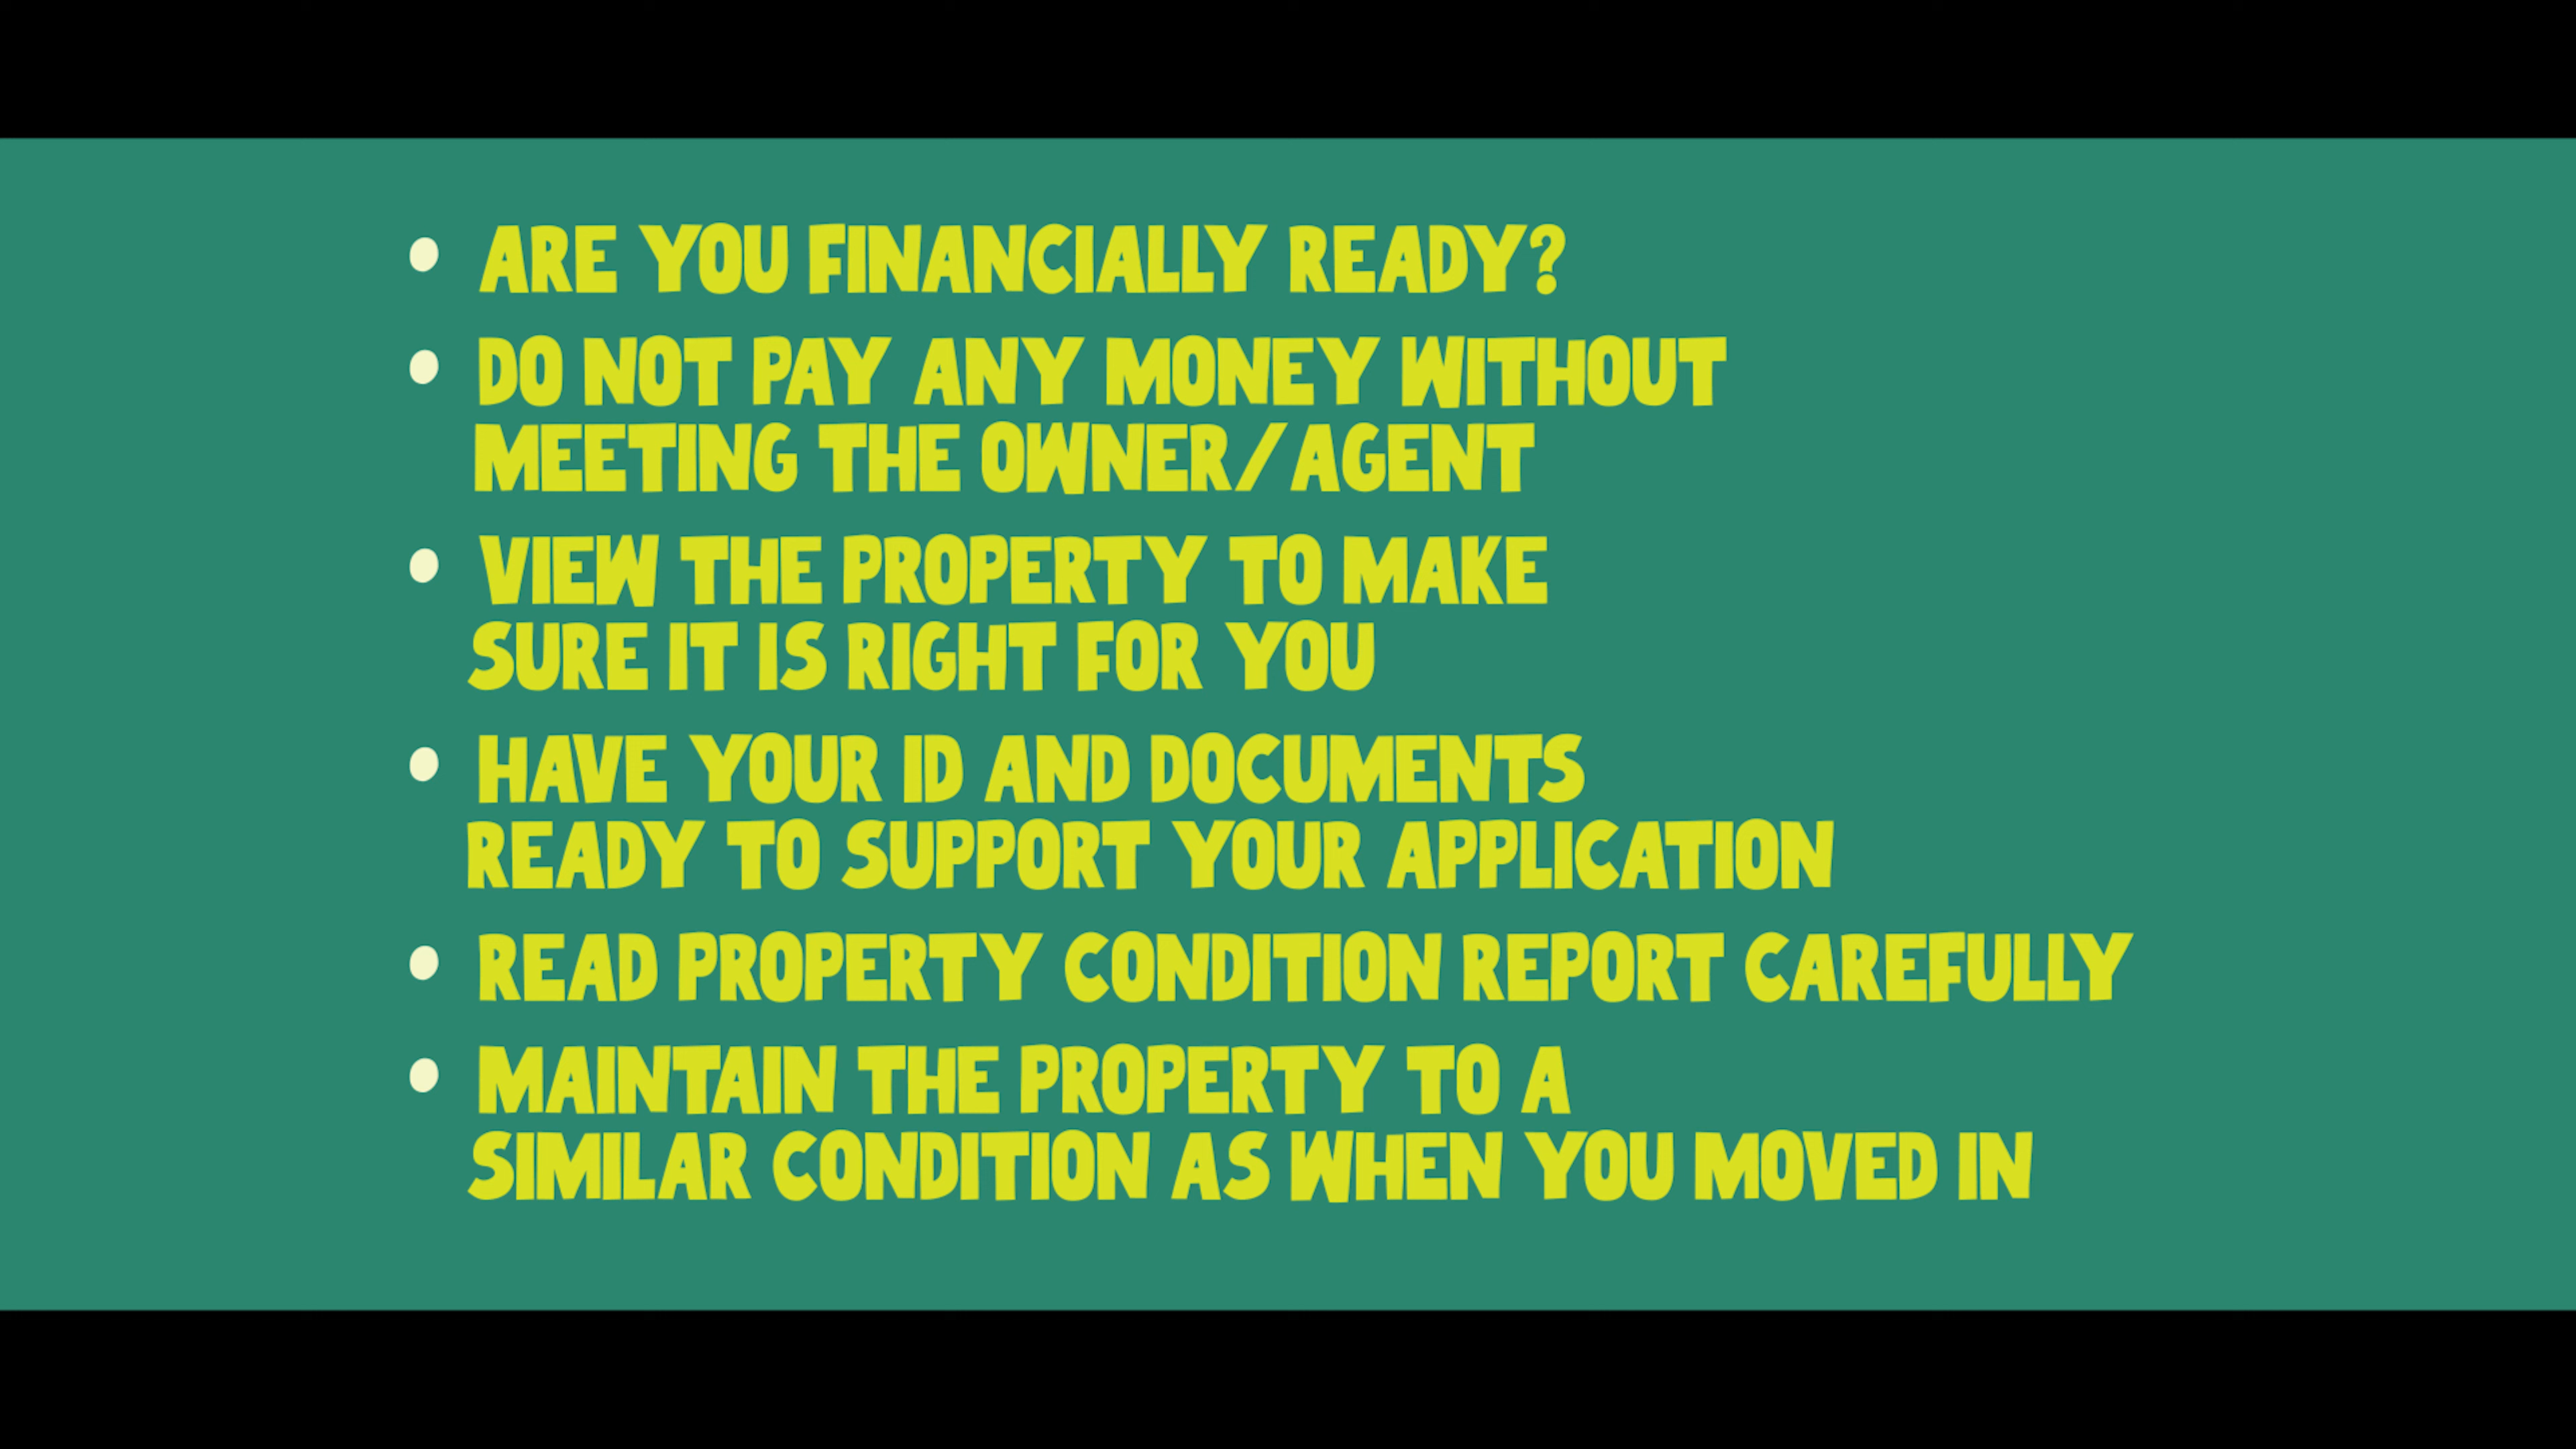 • ARE YOU FINANCIALLY READY?
• DO NOT PAY ANY MONEY WITHOUT
MEETING THE OWNER/AGENT
• VIEW THE PROPERTY TO MAKE
SURE IT IS RIGHT FOR YOU
• HAVE YOUR ID AND DOCUMENTS
READY TO SUPPORT YOUR APPLICATION
• READ PROPERTY CONDITION REPORT CAREFULLY
• MAINTAIN THE PROPERTY TO A
SIMILAR CONDITION AS WHEN YOU MOVED IN